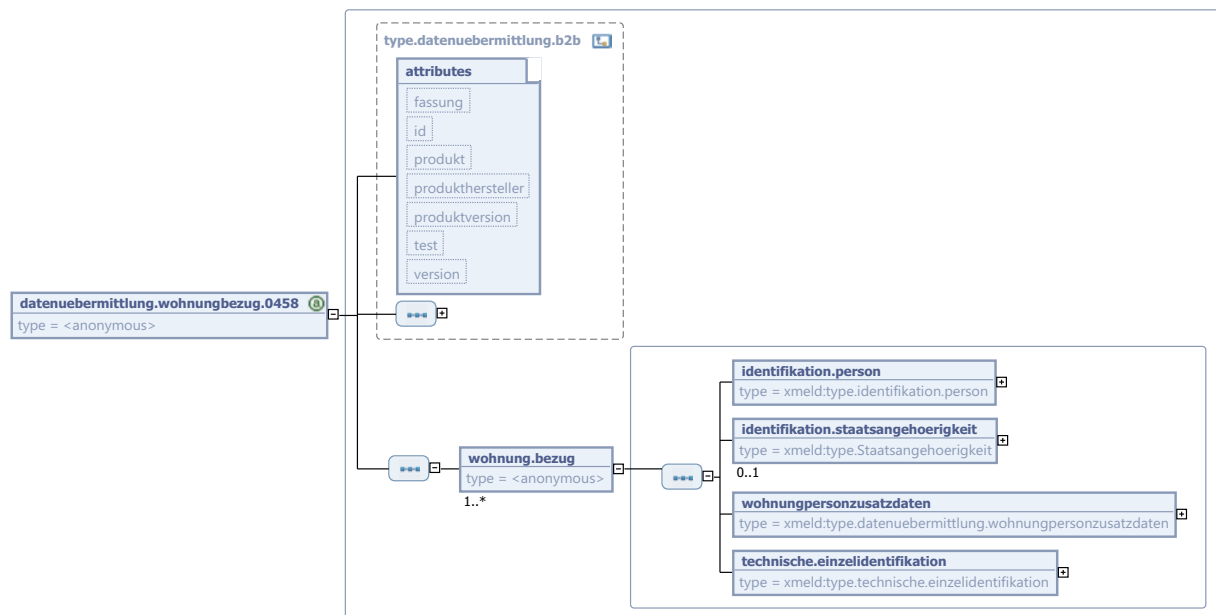 type.datenuebermittlung.b2b
attributes
fassung
id
produkt
produkthersteller
produktversion
test
version
datenuebermittlung.wohnungbezug.0458
a
type = <anonymous>
wohnung.bezug
type = <anonymous>
1..*
identifikation.person
type = xmeld:type.identifikation.person
identifikation.staatsangehoerigkeit
type = xmeld:type.Staatsangehoerigkeit
0..1
wohnungpersonzusatzdaten
type = xmeld:type.datenuebermittlung.wohnungpersonzusatzdaten
technische.einzelidentifikation
type = xmeld:type.technische.einzelidentifikation